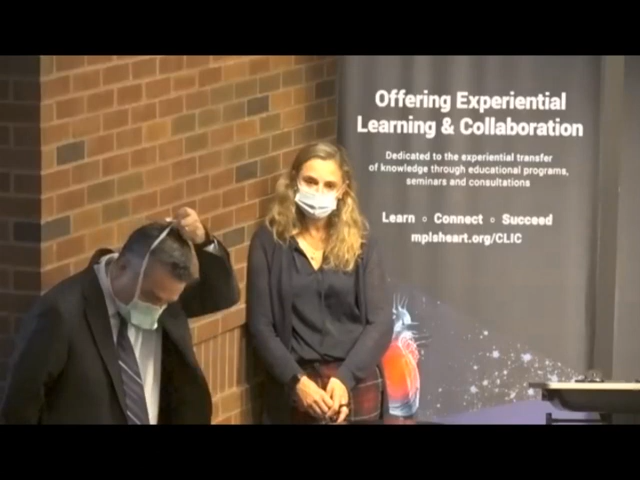 Offering Experiential
Learning & Collaboration
Dedicated to the experiential transfer
of knowledge through educational programs,
seminars and consultations
Learn ○ Connect ○ Succeed
mplsheart.org/CLIC